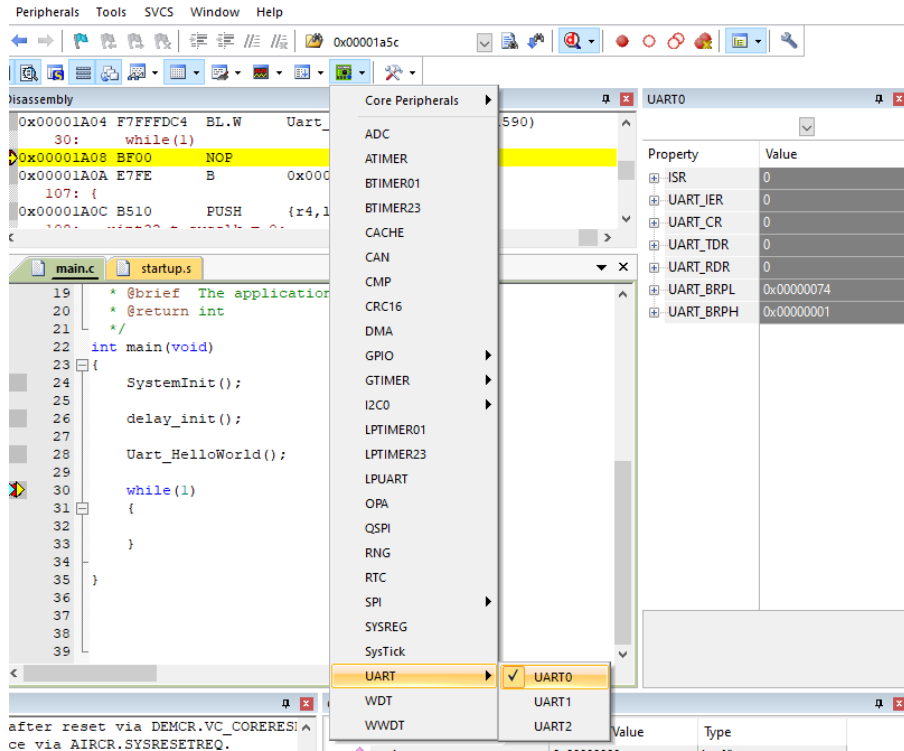 Peripherals Tools SVCS Window Help
0x00001a5c
Disassembly
0x00001A04 F7FFFDC4 BL.W Uart_ 590)
30: while(1)
0x00001A08 BF00 NOP
0x00001A0A E7FE B 0x000
107: {
0x00001A0C B510 PUSH {r4,l
main.c startup.s
19 * @brief The application
20 * @return int
21 */
22 int main(void)
23 {
24 SystemInit();
25
26 delay_init();
27
28 Uart_HelloWorld();
29
30 while(1)
31 {
32
33 }
34
35 }
36
37
38
39
Core Peripherals
ADC
ATIMER
BTIMER01
BTIMER23
CACHE
CAN
CMP
CRC16
DMA
GPIO
GTIMER
I2C0
LPTIMER01
LPTIMER23
LPUART
OPA
QSPI
RNG
RTC
SPI
SYSREG
SysTick
UART
WDT
WWDT
UART0
UART1
UART2
UART0
Property Value
ISR 0
UART_IER 0
UART_CR 0
UART_TDR 0
UART_RDR 0
UART_BRPL 0x00000074
UART_BRPH 0x00000001
after reset via DEMCR.VC_CORERESE
ce via AIRCR.SYSRESETREQ.
Value Type